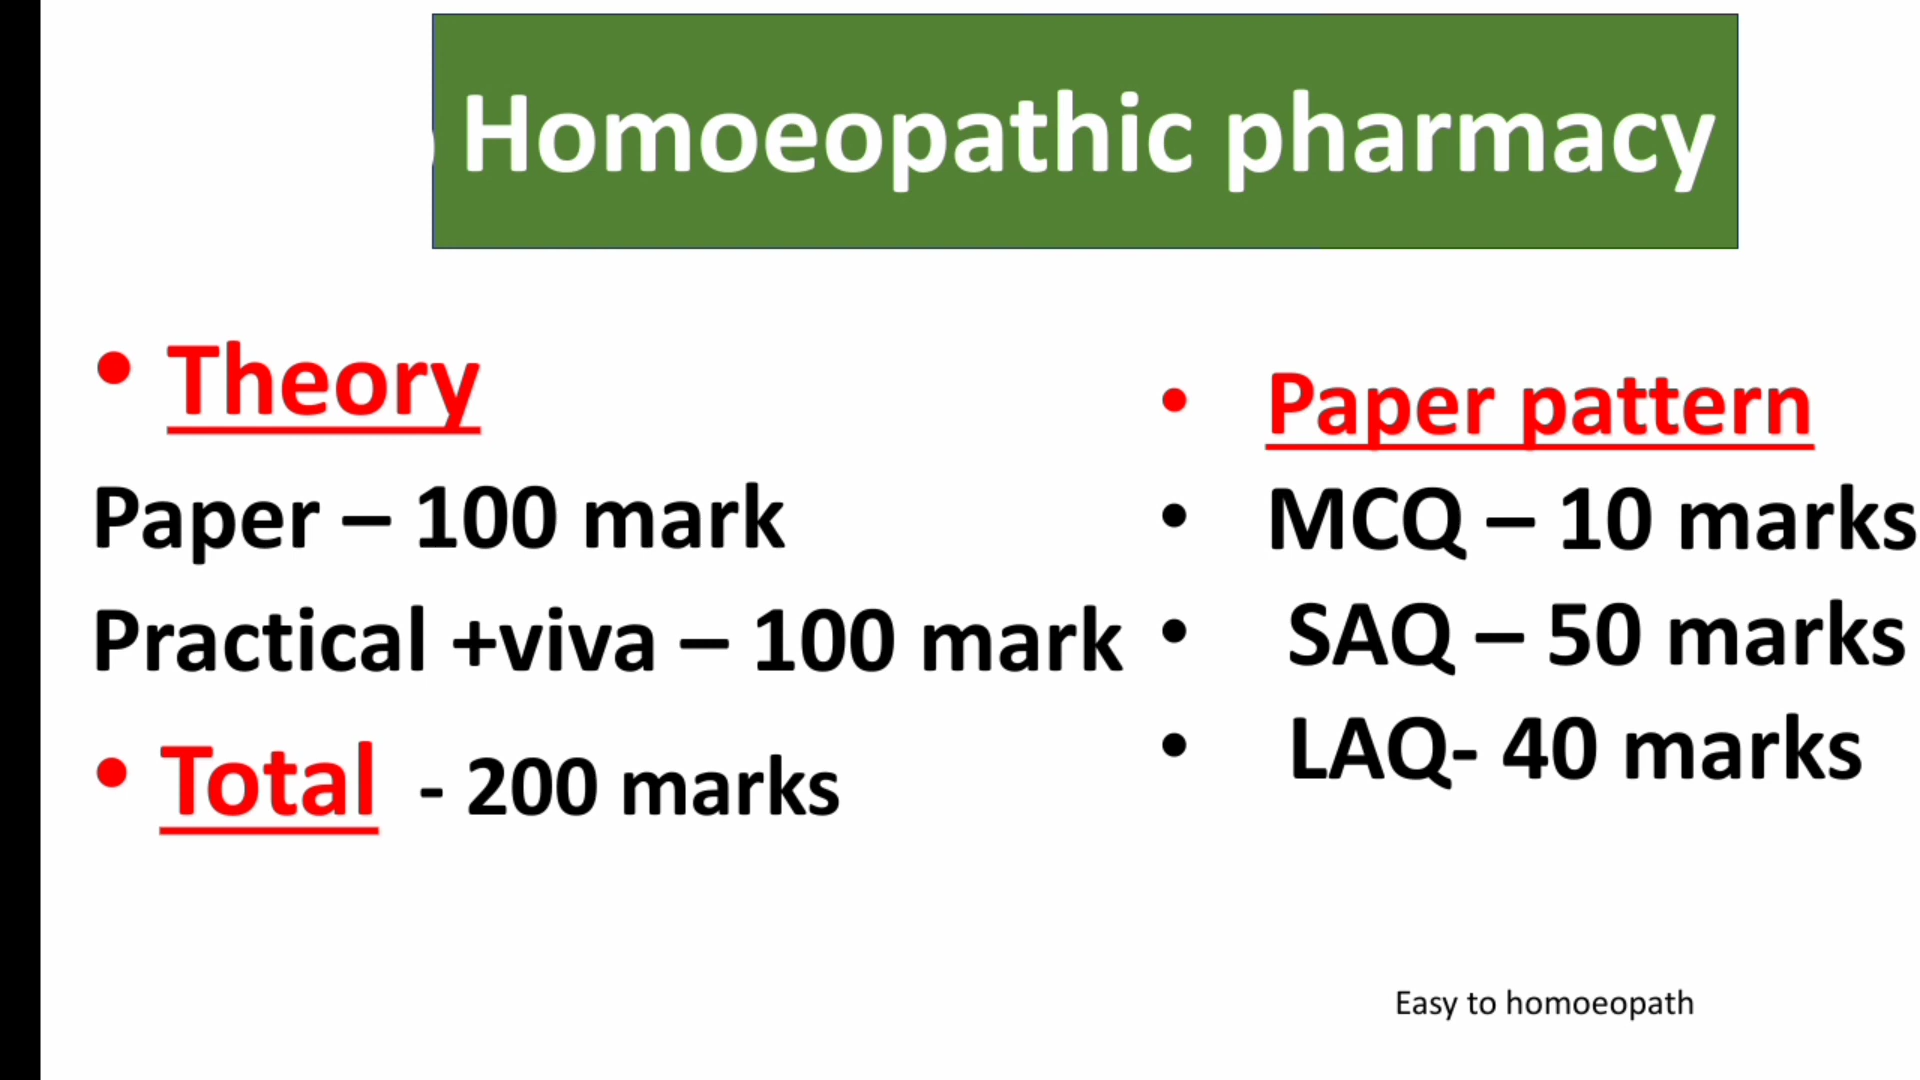 Homoeopathic pharmacy
• Theory
Paper – 100 mark
Practical +viva – 100 mark
• Total - 200 marks
• Paper pattern
• MCQ – 10 marks
• SAQ – 50 marks
• LAQ- 40 marks
Easy to homoeopath